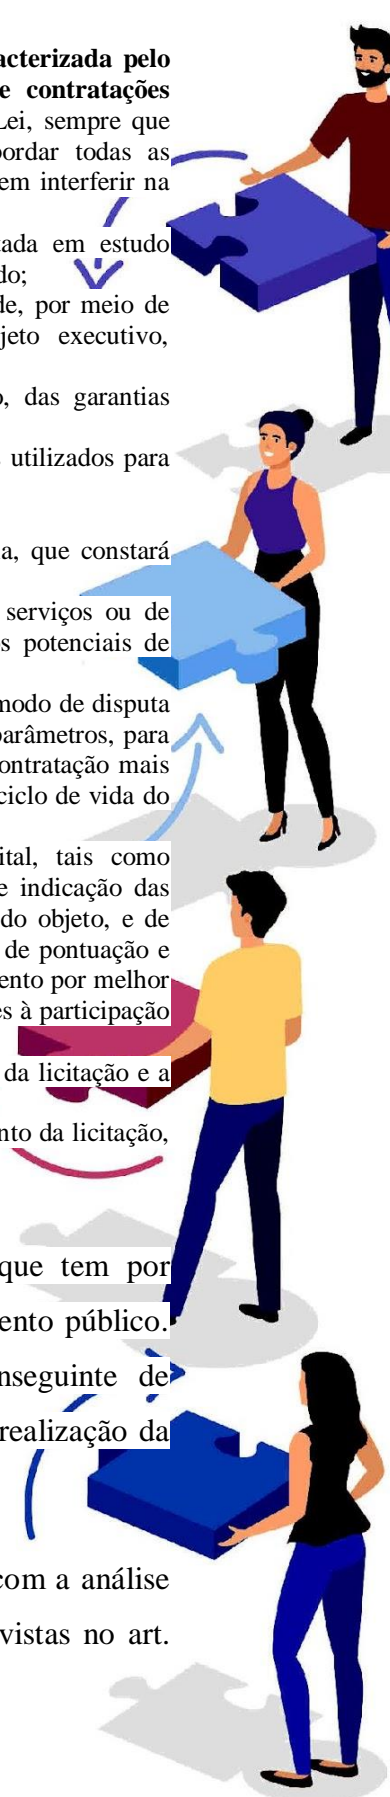 acterizada pelo
e contratações
Lei, sempre que
bordar todas as
em interferir na
tada em estudo
do;
de, por meio de
jeto executivo,
o, das garantias
utilizados para
ia, que constará
serviços ou de
os potenciais de
modo de disputa
parâmetros, para
ontratação mais
ciclo de vida do
ital, tais como
e indicação das
do objeto, e de
de pontuação e
ento por melhor
es à participação
da licitação e a
nto da licitação,
que tem por
ento público.
nseguinte de
realização da
com a análise
vistas no art.